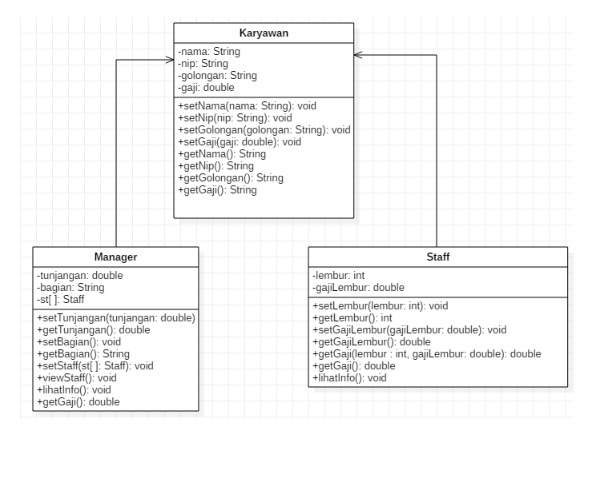 Karyawan
-nama: String
-nip: String
-golongan: String
-gaji: double
+setNama(nama: String): void
+setNip(nip: String): void
+setGolongan(golongan: String): void
+setGaji(gaji: double): void
+getNama(): String
+getNip(): String
+getGolongan(): String
+getGaji(): String
Manager
-tunjangan: double
-bagian: String
-st[ ]: Staff
+setTunjangan(tunjangan: double)
+getTunjangan(): double
+setBagian(): void
+getBagian(): String
+setStaff(st[ ]: Staff): void
+viewStaff(): void
+lihatInfo(): void
+getGaji(): double
Staff
-lembur: int
-gajiLembur: double
+setLembur(lembur: int): void
+getLembur(): int
+setGajiLembur(gajiLembur: double): void
+getGajiLembur(): double
+getGaji(lembur : int, gajiLembur: double): double
+getGaji(): double
+lihatInfo(): void